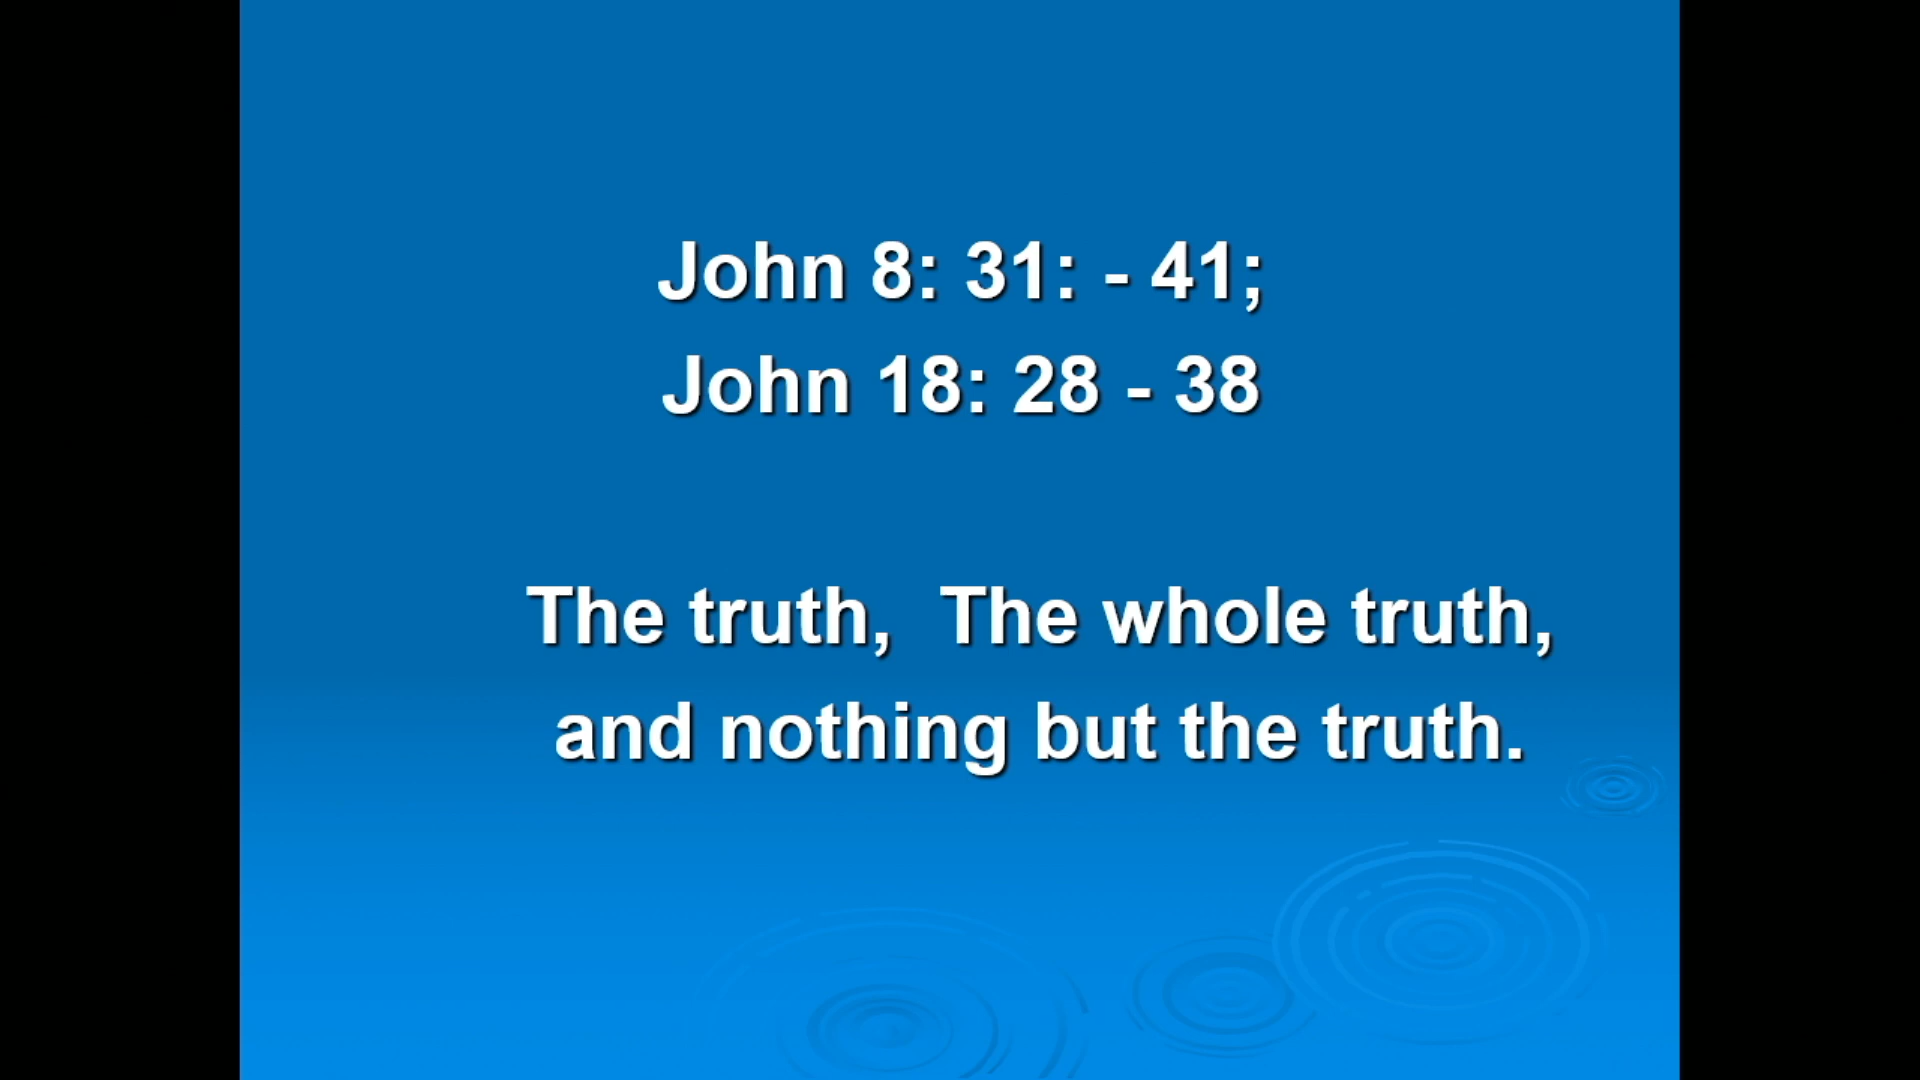 John 8: 31: - 41;
John 18: 28 - 38
The truth,  The whole truth,
and nothing but the truth.